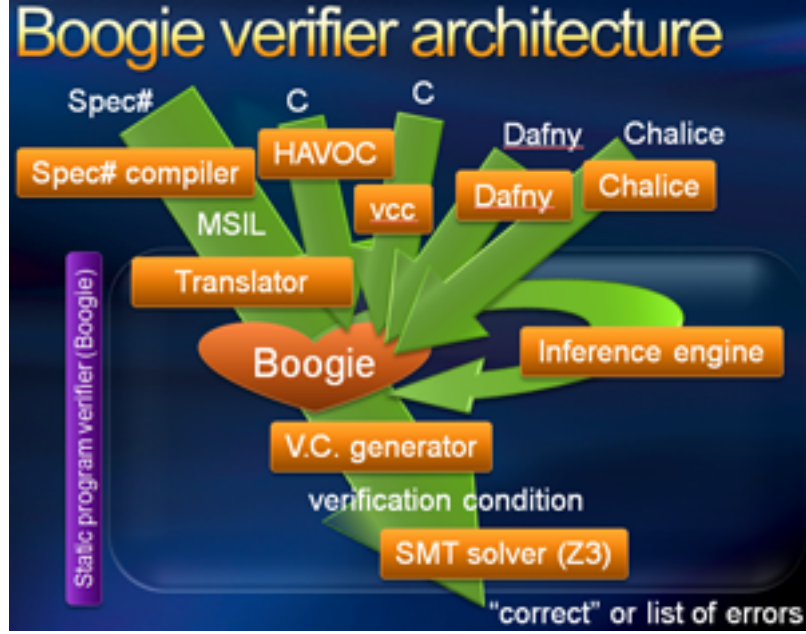 Boogie verifier architecture
Spec#
C
C
Dafny
Chalice
Spec# compiler
HAVOC
vcc
Dafny
Chalice
MSIL
Translator
Static program verifier (Boogie)
Boogie
Inference engine
V.C. generator
verification condition
SMT solver (Z3)
“correct” or list of errors